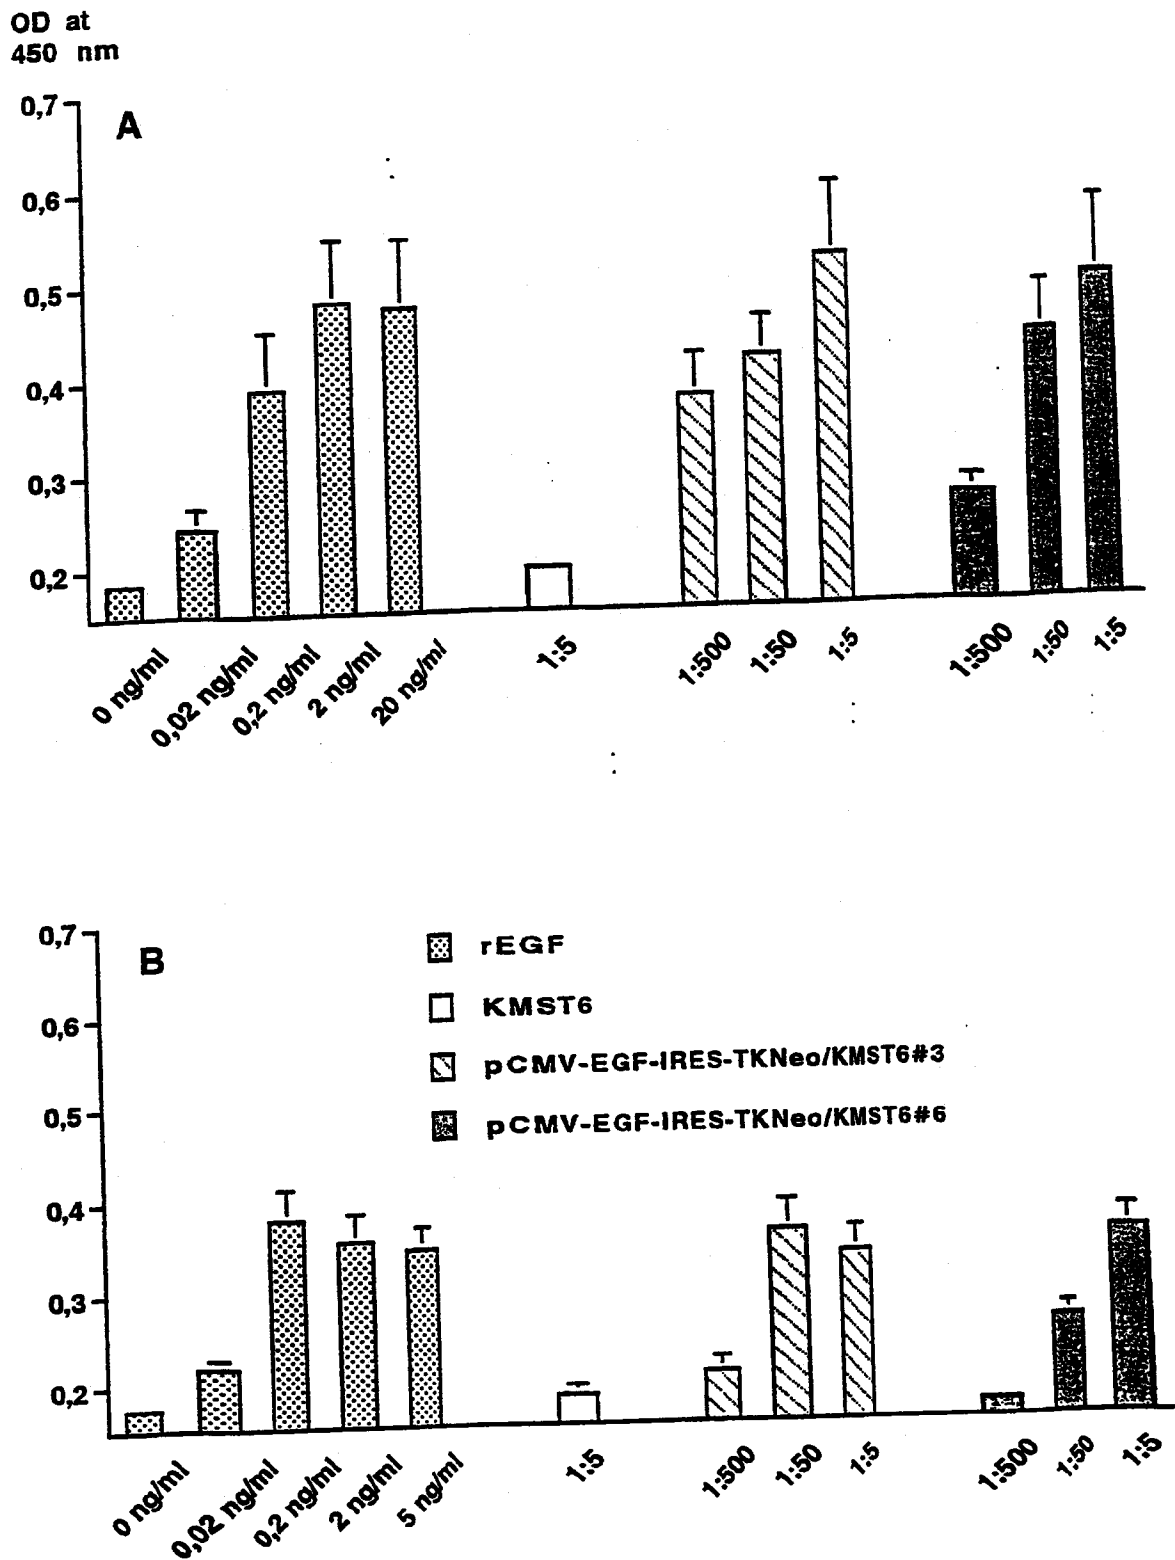 OD at
450 nm
0,7
A
0,6
0,5
0,4
0,3
0,2
0 ng/ml
0,02 ng/ml
0,2 ng/ml
2 ng/ml
20 ng/ml
1:5
1:500
1:50
1:5
1:500
1:50
1:5
0,7
B
0,6
0,5
0,4
0,3
0,2
rEGF
KMST6
pCMV-EGF-IRES-TKNeo/KMST6#3
pCMV-EGF-IRES-TKNeo/KMST6#6
0 ng/ml
0,02 ng/ml
0,2 ng/ml
2 ng/ml
5 ng/ml
1:5
1:500
1:50
1:5
1:500
1:50
1:5